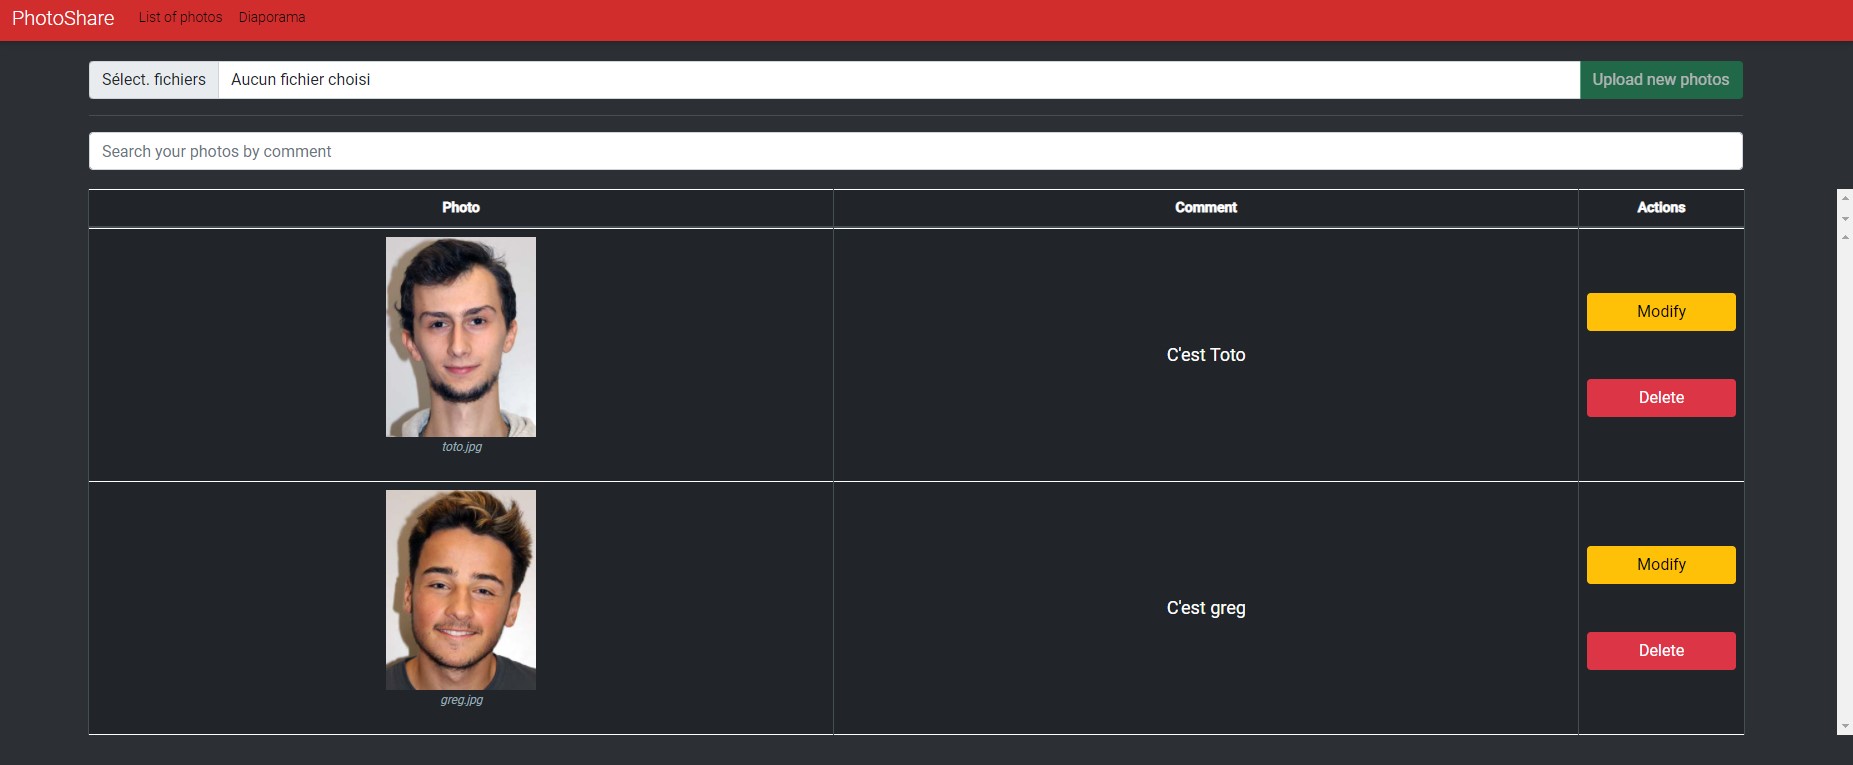 PhotoShare List of photos Diaporama
Sélect. fichiers Aucun fichier choisi Upload new photos
Search your photos by comment
Photo Comment Actions
Modify
C'est Toto
Delete
toto.jpg
Modify
C'est greg
Delete
greg.jpg